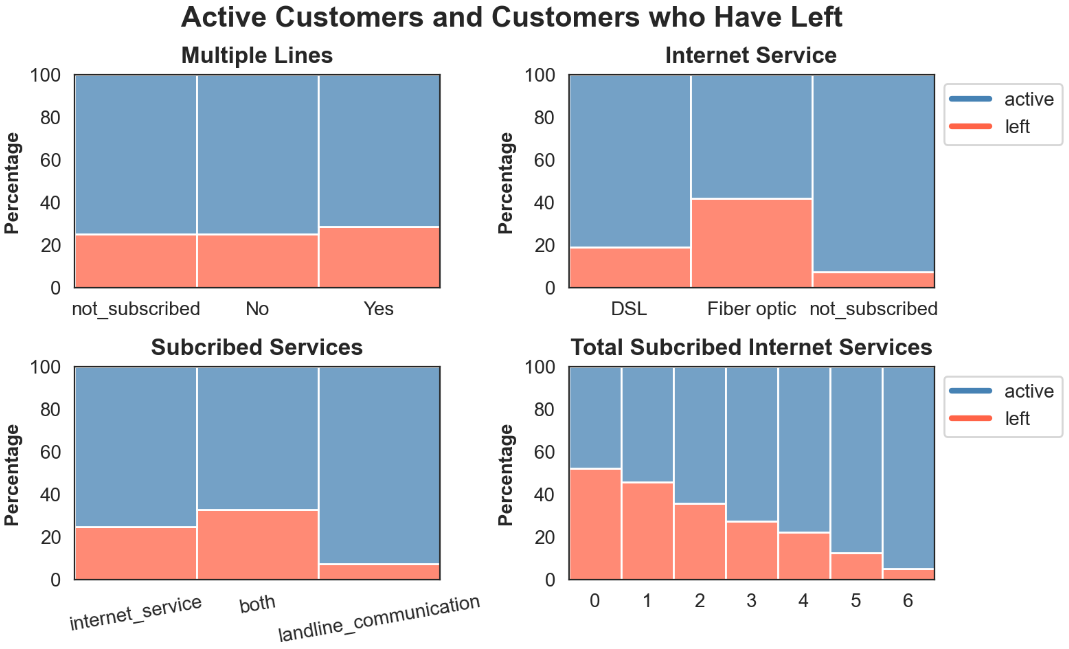 Active Customers and Customers who Have Left
Multiple Lines
Percentage
100
80
60
40
20
0
not_subscribed No Yes
Internet Service
Percentage
100
80
60
40
20
0
DSL Fiber optic not_subscribed
active
left
Subcribed Services
Percentage
100
80
60
40
20
0
internet_service both landline_communication
Total Subcribed Internet Services
Percentage
100
80
60
40
20
0
0 1 2 3 4 5 6
active
left